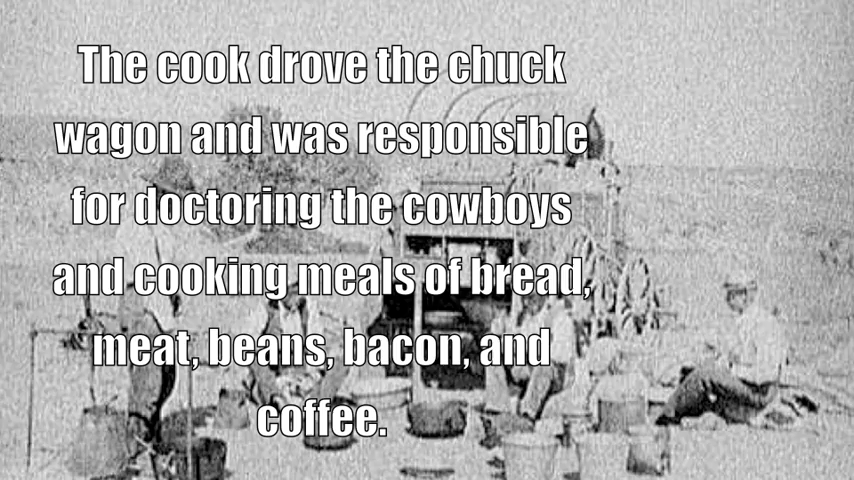 The cook drove the chuck
wagon and was responsible
for doctoring the cowboys
and cooking meals of bread,
meat, beans, bacon, and
coffee.